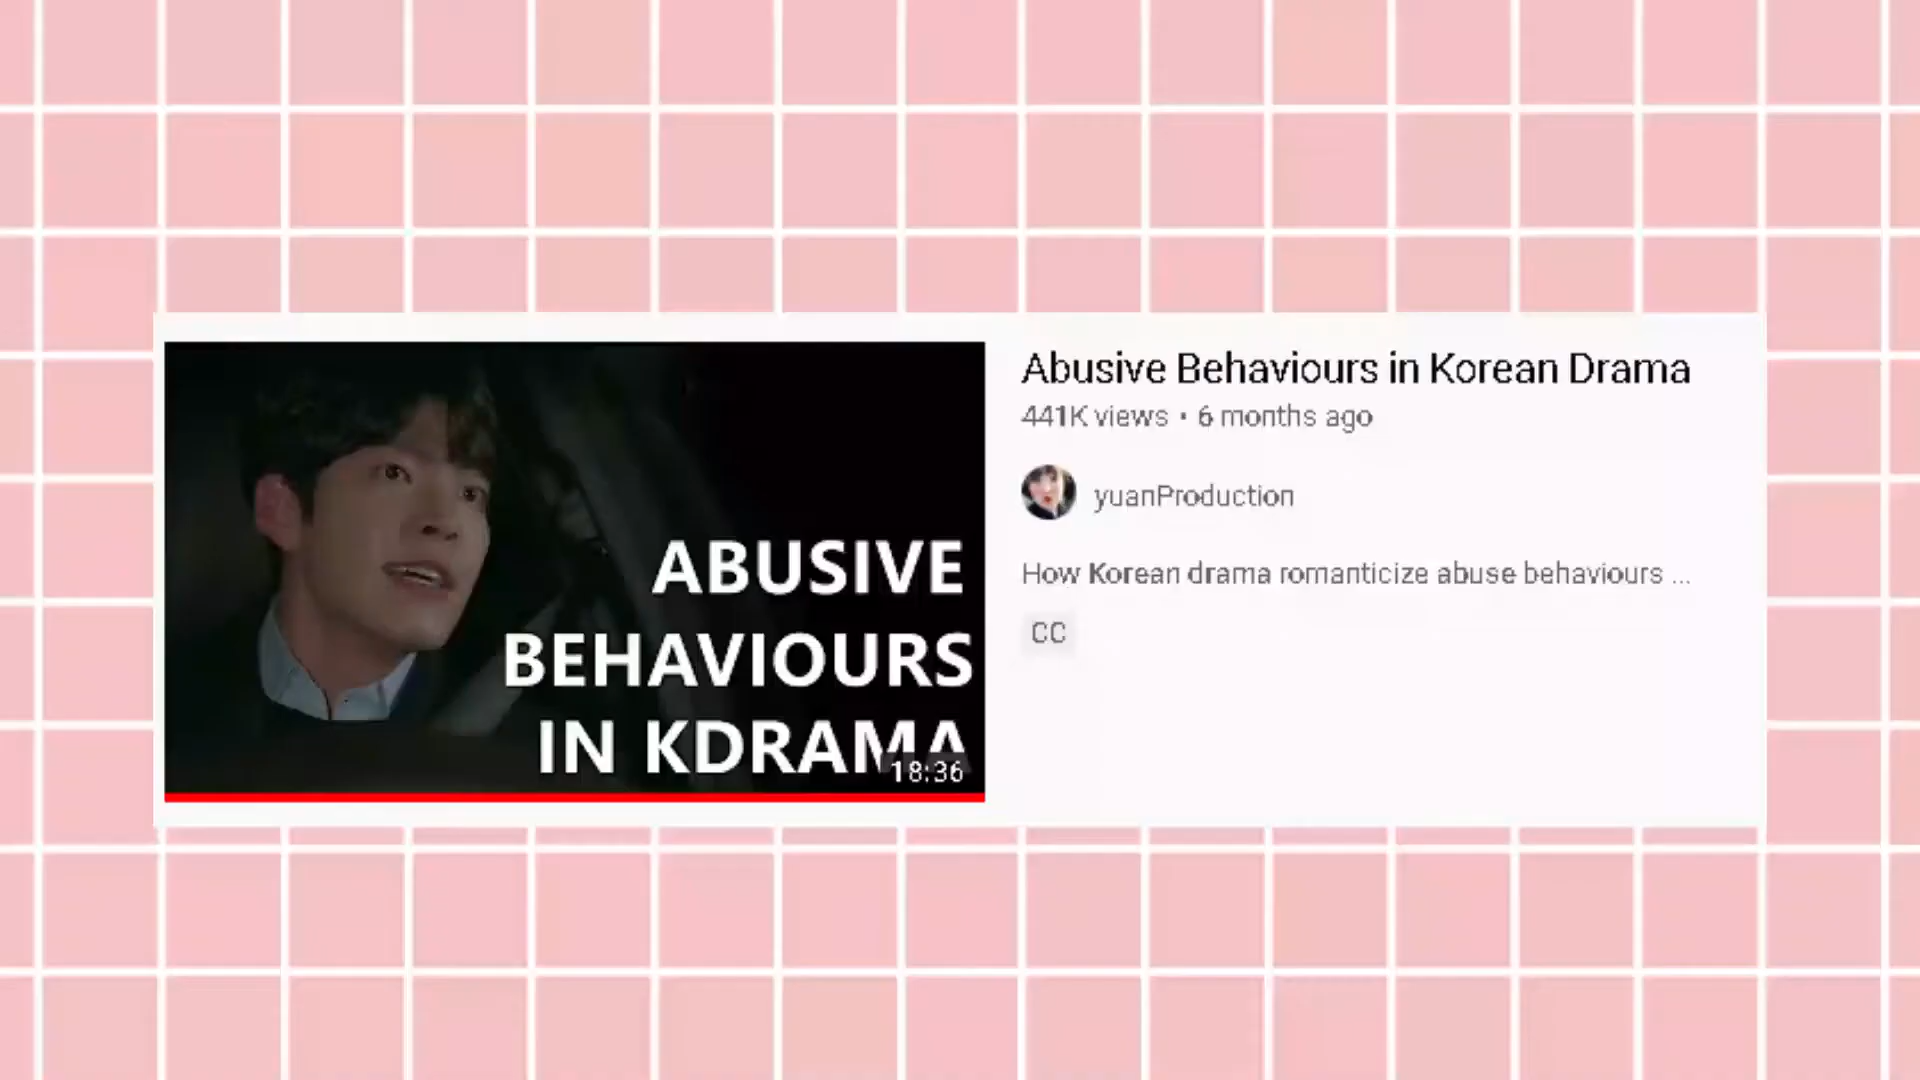 ABUSIVE
BEHAVIOURS
IN KDRAMA
18:36
Abusive Behaviours in Korean Drama
441K views • 6 months ago
yuanProduction
How Korean drama romanticize abuse behaviours ...
CC